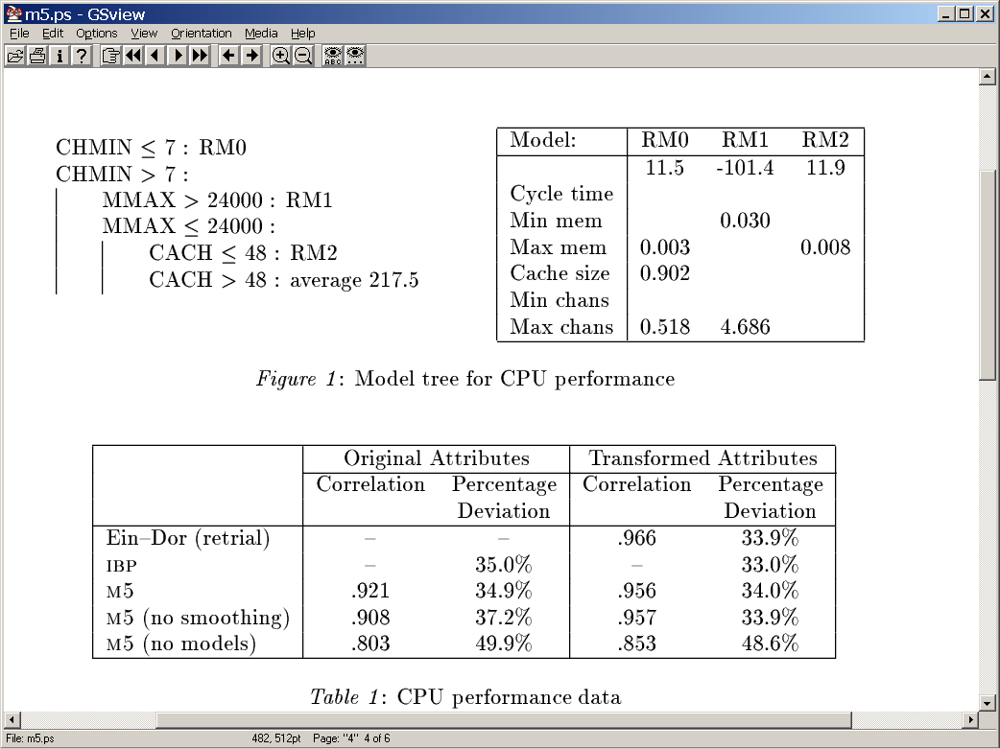 m5.ps - GSview
File Edit Options View Orientation Media Help
CHMIN ≤ 7 : RM0
CHMIN > 7 :
MMAX > 24000 : RM1
MMAX ≤ 24000 :
CACH ≤ 48 : RM2
CACH > 48 : average 217.5
Model: RM0 RM1 RM2
11.5 -101.4 11.9
Cycle time
Min mem 0.030
Max mem 0.003 0.008
Cache size 0.902
Min chans
Max chans 0.518 4.686
Figure 1: Model tree for CPU performance
Original Attributes Transformed Attributes
Correlation Percentage Correlation Percentage
Deviation Deviation
Ein–Dor (retrial) – – .966 33.9%
IBP – 35.0% – 33.0%
M5 .921 34.9% .956 34.0%
M5 (no smoothing) .908 37.2% .957 33.9%
M5 (no models) .803 49.9% .853 48.6%
Table 1: CPU performance data
File: m5.ps 482, 512pt Page: "4" 4 of 6